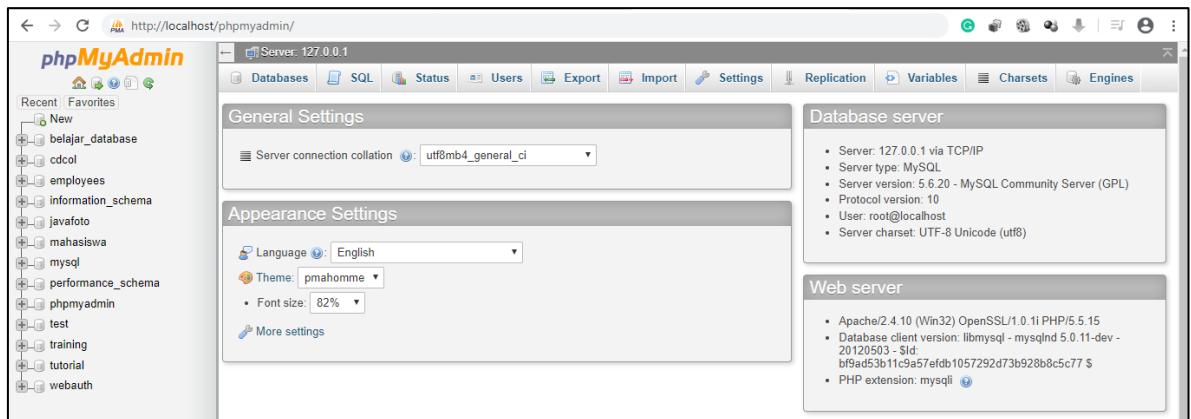 http://localhost/phpmyadmin/
phpMyAdmin
Recent Favorites
New
belajar_database
cdcol
employees
information_schema
javafoto
mahasiswa
mysql
performance_schema
phpmyadmin
test
training
tutorial
webauth
Server: 127.0.0.1
Databases SQL Status Users Export Import Settings Replication Variables Charsets Engines
General Settings
Server connection collation : utf8mb4_general_ci
Appearance Settings
Language : English
Theme: pmahomme
• Font size: 82%
More settings
Database server
• Server: 127.0.0.1 via TCP/IP
• Server type: MySQL
• Server version: 5.6.20 - MySQL Community Server (GPL)
• Protocol version: 10
• User: root@localhost
• Server charset: UTF-8 Unicode (utf8)
Web server
• Apache/2.4.10 (Win32) OpenSSL/1.0.1i PHP/5.5.15
• Database client version: libmysql - mysqlnd 5.0.11-dev -
20120503 - $Id:
bf9ad53b11c9a57efdb1057292d73b928b8c5c77 $
• PHP extension: mysqli